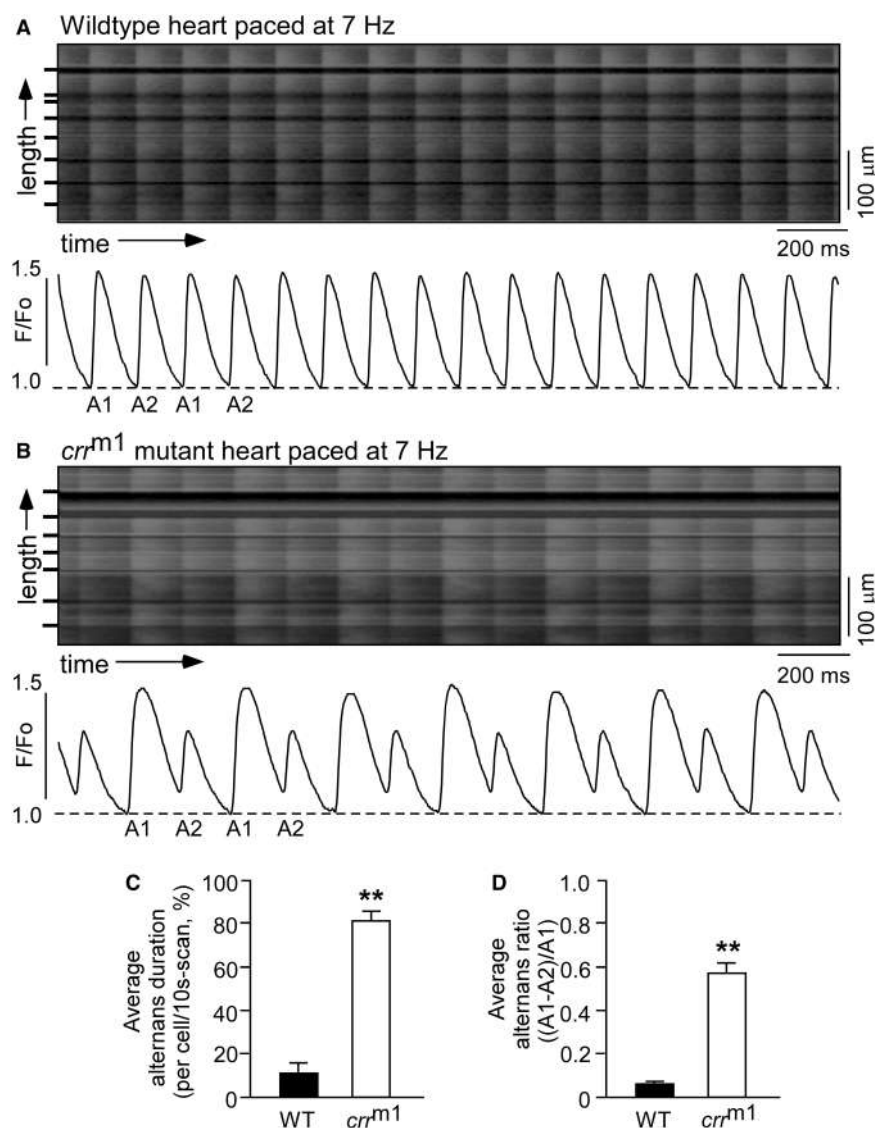 A Wildtype heart paced at 7 Hz
length
100 μm
time
200 ms
1.5
F/Fo
1.0
A1 A2 A1 A2
B crrm1 mutant heart paced at 7 Hz
length
100 μm
time
200 ms
1.5
F/Fo
1.0
A1 A2 A1 A2
C
Average
alternans duration
(per cell/10s-scan, %)
100
80
60
40
20
0
**
WT crrm1
D
Average
alternans ratio
((A1-A2)/A1)
1.0
0.8
0.6
0.4
0.2
0
**
WT crrm1